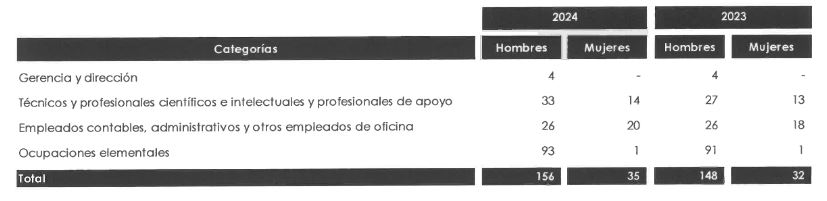 2024 2023
Categorías Hombres Mujeres Hombres Mujeres
Gerencia y dirección 4 - 4 -
Técnicos y profesionales científicos e intelectuales y profesionales de apoyo 33 14 27 13
Empleados contables, administrativos y otros empleados de oficina 26 20 26 18
Ocupaciones elementales 93 1 91 1
Total 156 35 148 32